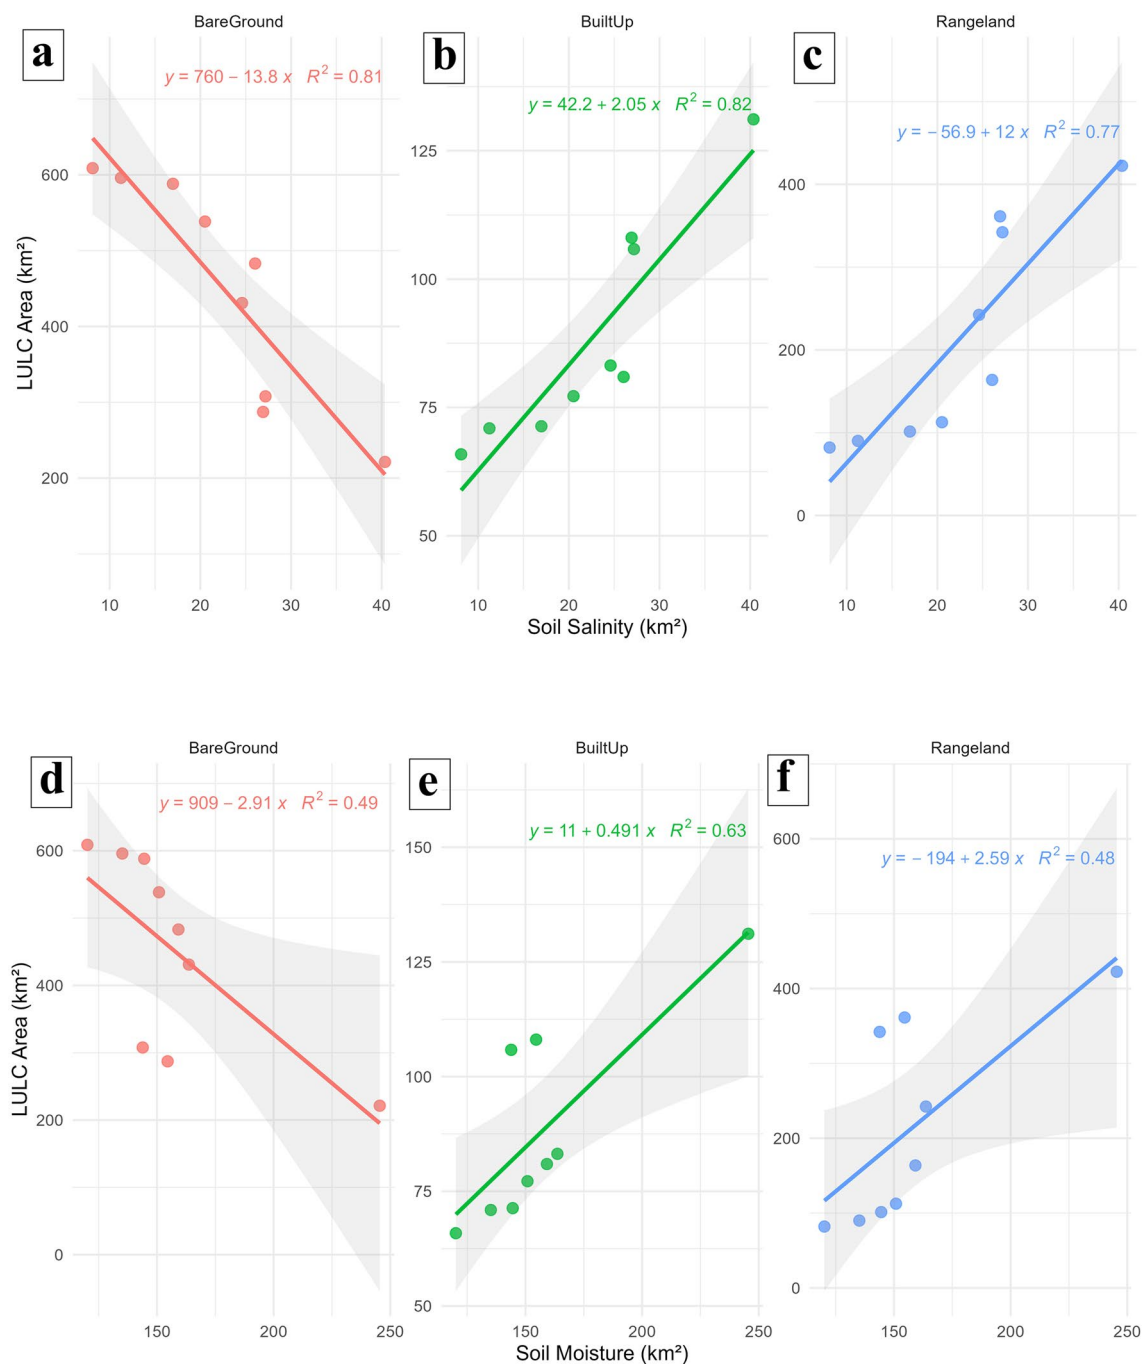 BareGround
BuiltUp
Rangeland
a
b
c
y = 760 − 13.8 x R² = 0.81
y = 42.2 + 2.05 x R² = 0.82
y = − 56.9 + 12 x R² = 0.77
LULC Area (km²)
600
400
200
125
100
75
50
400
200
0
10 20 30 40
10 20 30 40
10 20 30 40
Soil Salinity (km²)
BareGround
BuiltUp
Rangeland
d
e
f
y = 909 − 2.91 x R² = 0.49
y = 11 + 0.491 x R² = 0.63
y = − 194 + 2.59 x R² = 0.48
LULC Area (km²)
600
400
200
0
150
125
100
75
50
600
400
200
0
150 200 250
150 200 250
150 200 250
Soil Moisture (km²)